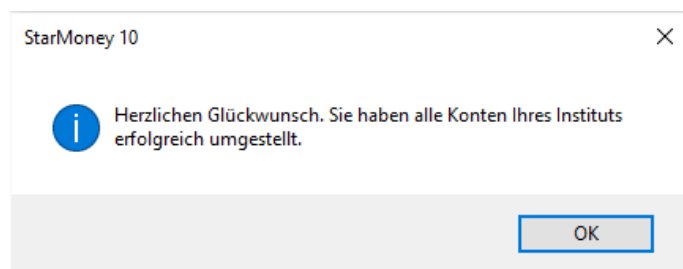 StarMoney 10
Herzlichen Glückwunsch. Sie haben alle Konten Ihres Instituts
erfolgreich umgestellt.
OK